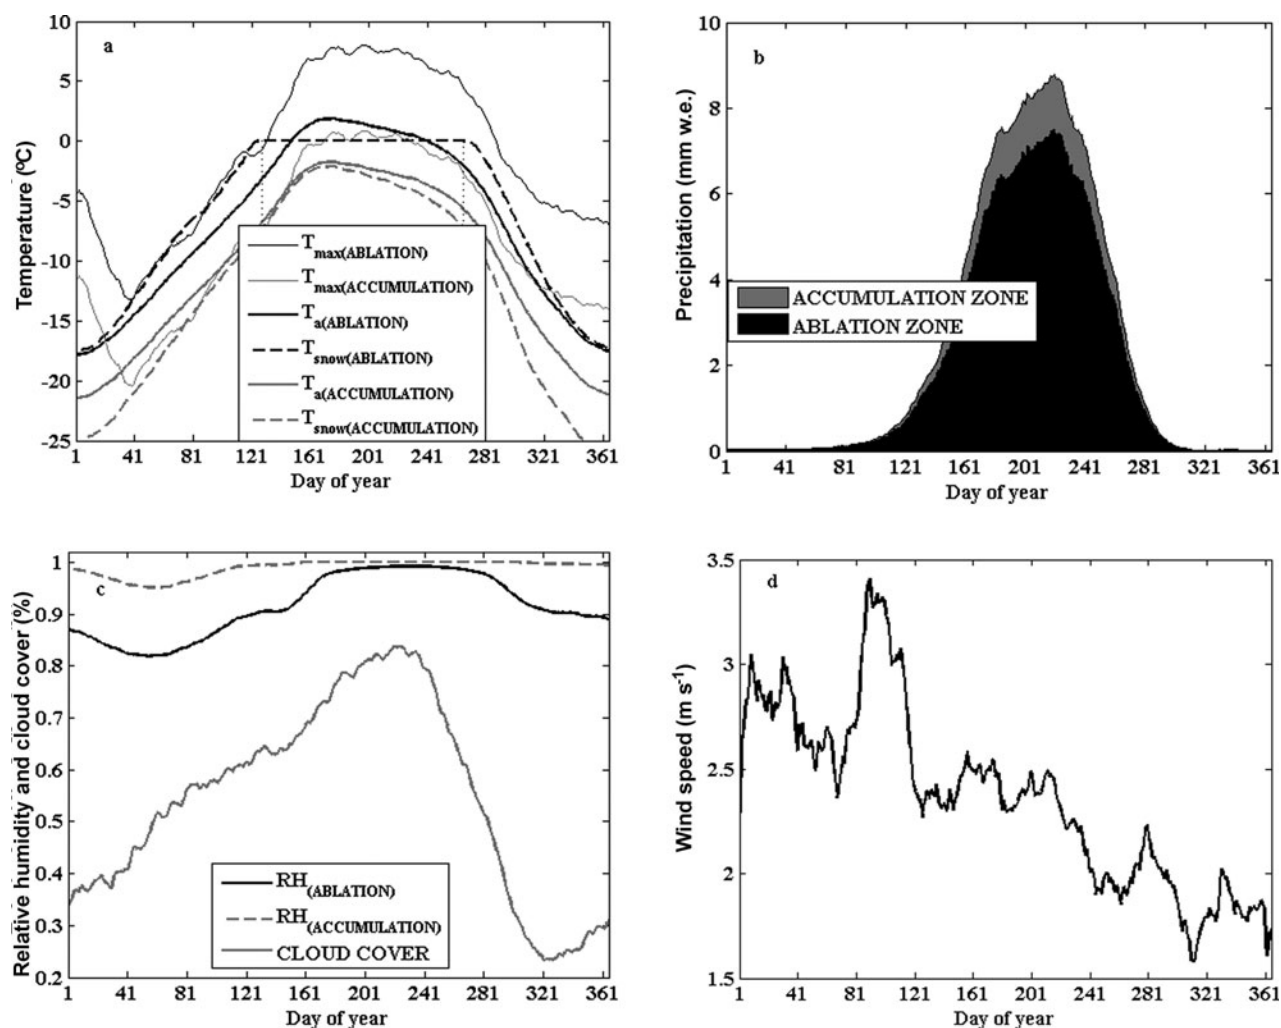 a
10
5
0
-5
-10
-15
-20
-25
Temperature (ºC)
1 41 81 121 161 201 241 281 321 361
Day of year
Tmax(ABLATION)
Tmax(ACCUMULATION)
Ta(ABLATION)
Tsnow(ABLATION)
Ta(ACCUMULATION)
Tsnow(ACCUMULATION)
b
10
8
6
4
2
0
Precipitation (mm w.e.)
1 41 81 121 161 201 241 281 321 361
Day of year
ACCUMULATION ZONE
ABLATION ZONE
c
1
0.9
0.8
0.7
0.6
0.5
0.4
0.3
0.2
Relative humidity and cloud cover (%)
1 41 81 121 161 201 241 281 321 361
Day of year
RH(ABLATION)
RH(ACCUMULATION)
CLOUD COVER
d
3.5
3
2.5
2
1.5
Wind speed (m s-1)
1 41 81 121 161 201 241 281 321 361
Day of year